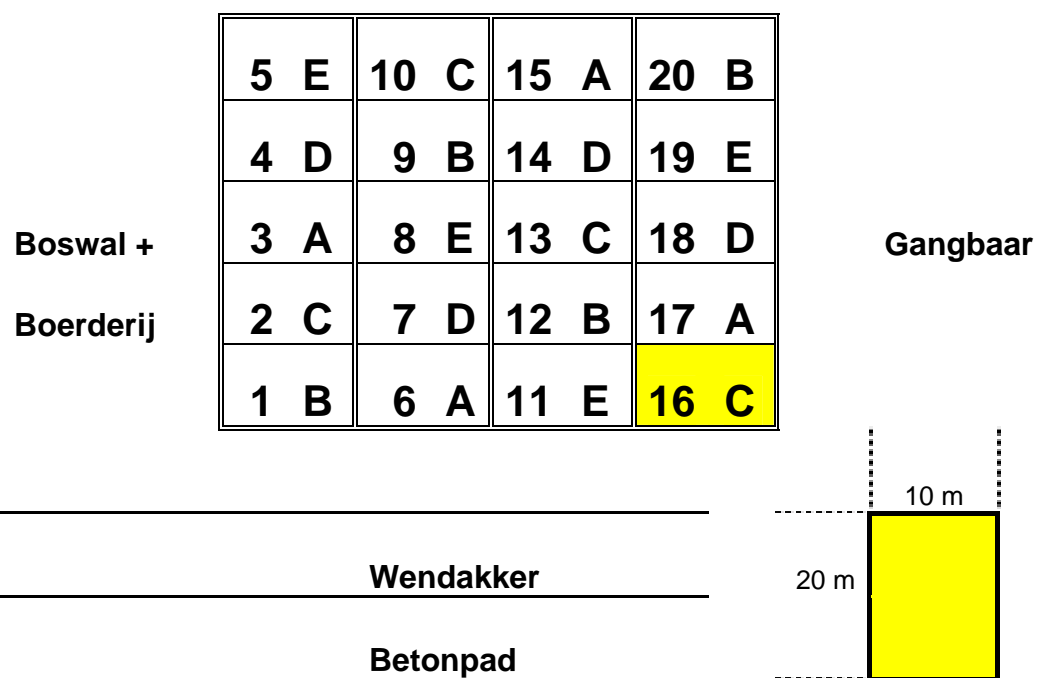 5 E 10 C 15 A 20 B
4 D 9 B 14 D 19 E
Boswal + 3 A 8 E 13 C 18 D Gangbaar
Boerderij 2 C 7 D 12 B 17 A
1 B 6 A 11 E 16 C
10 m
Wendakker 20 m
Betonpad